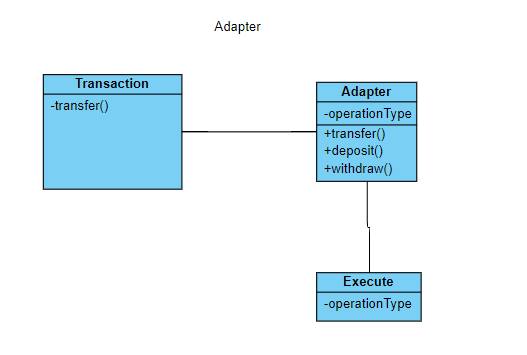 Adapter
Transaction
-transfer()
Adapter
-operationType
+transfer()
+deposit()
+withdraw()
Execute
-operationType